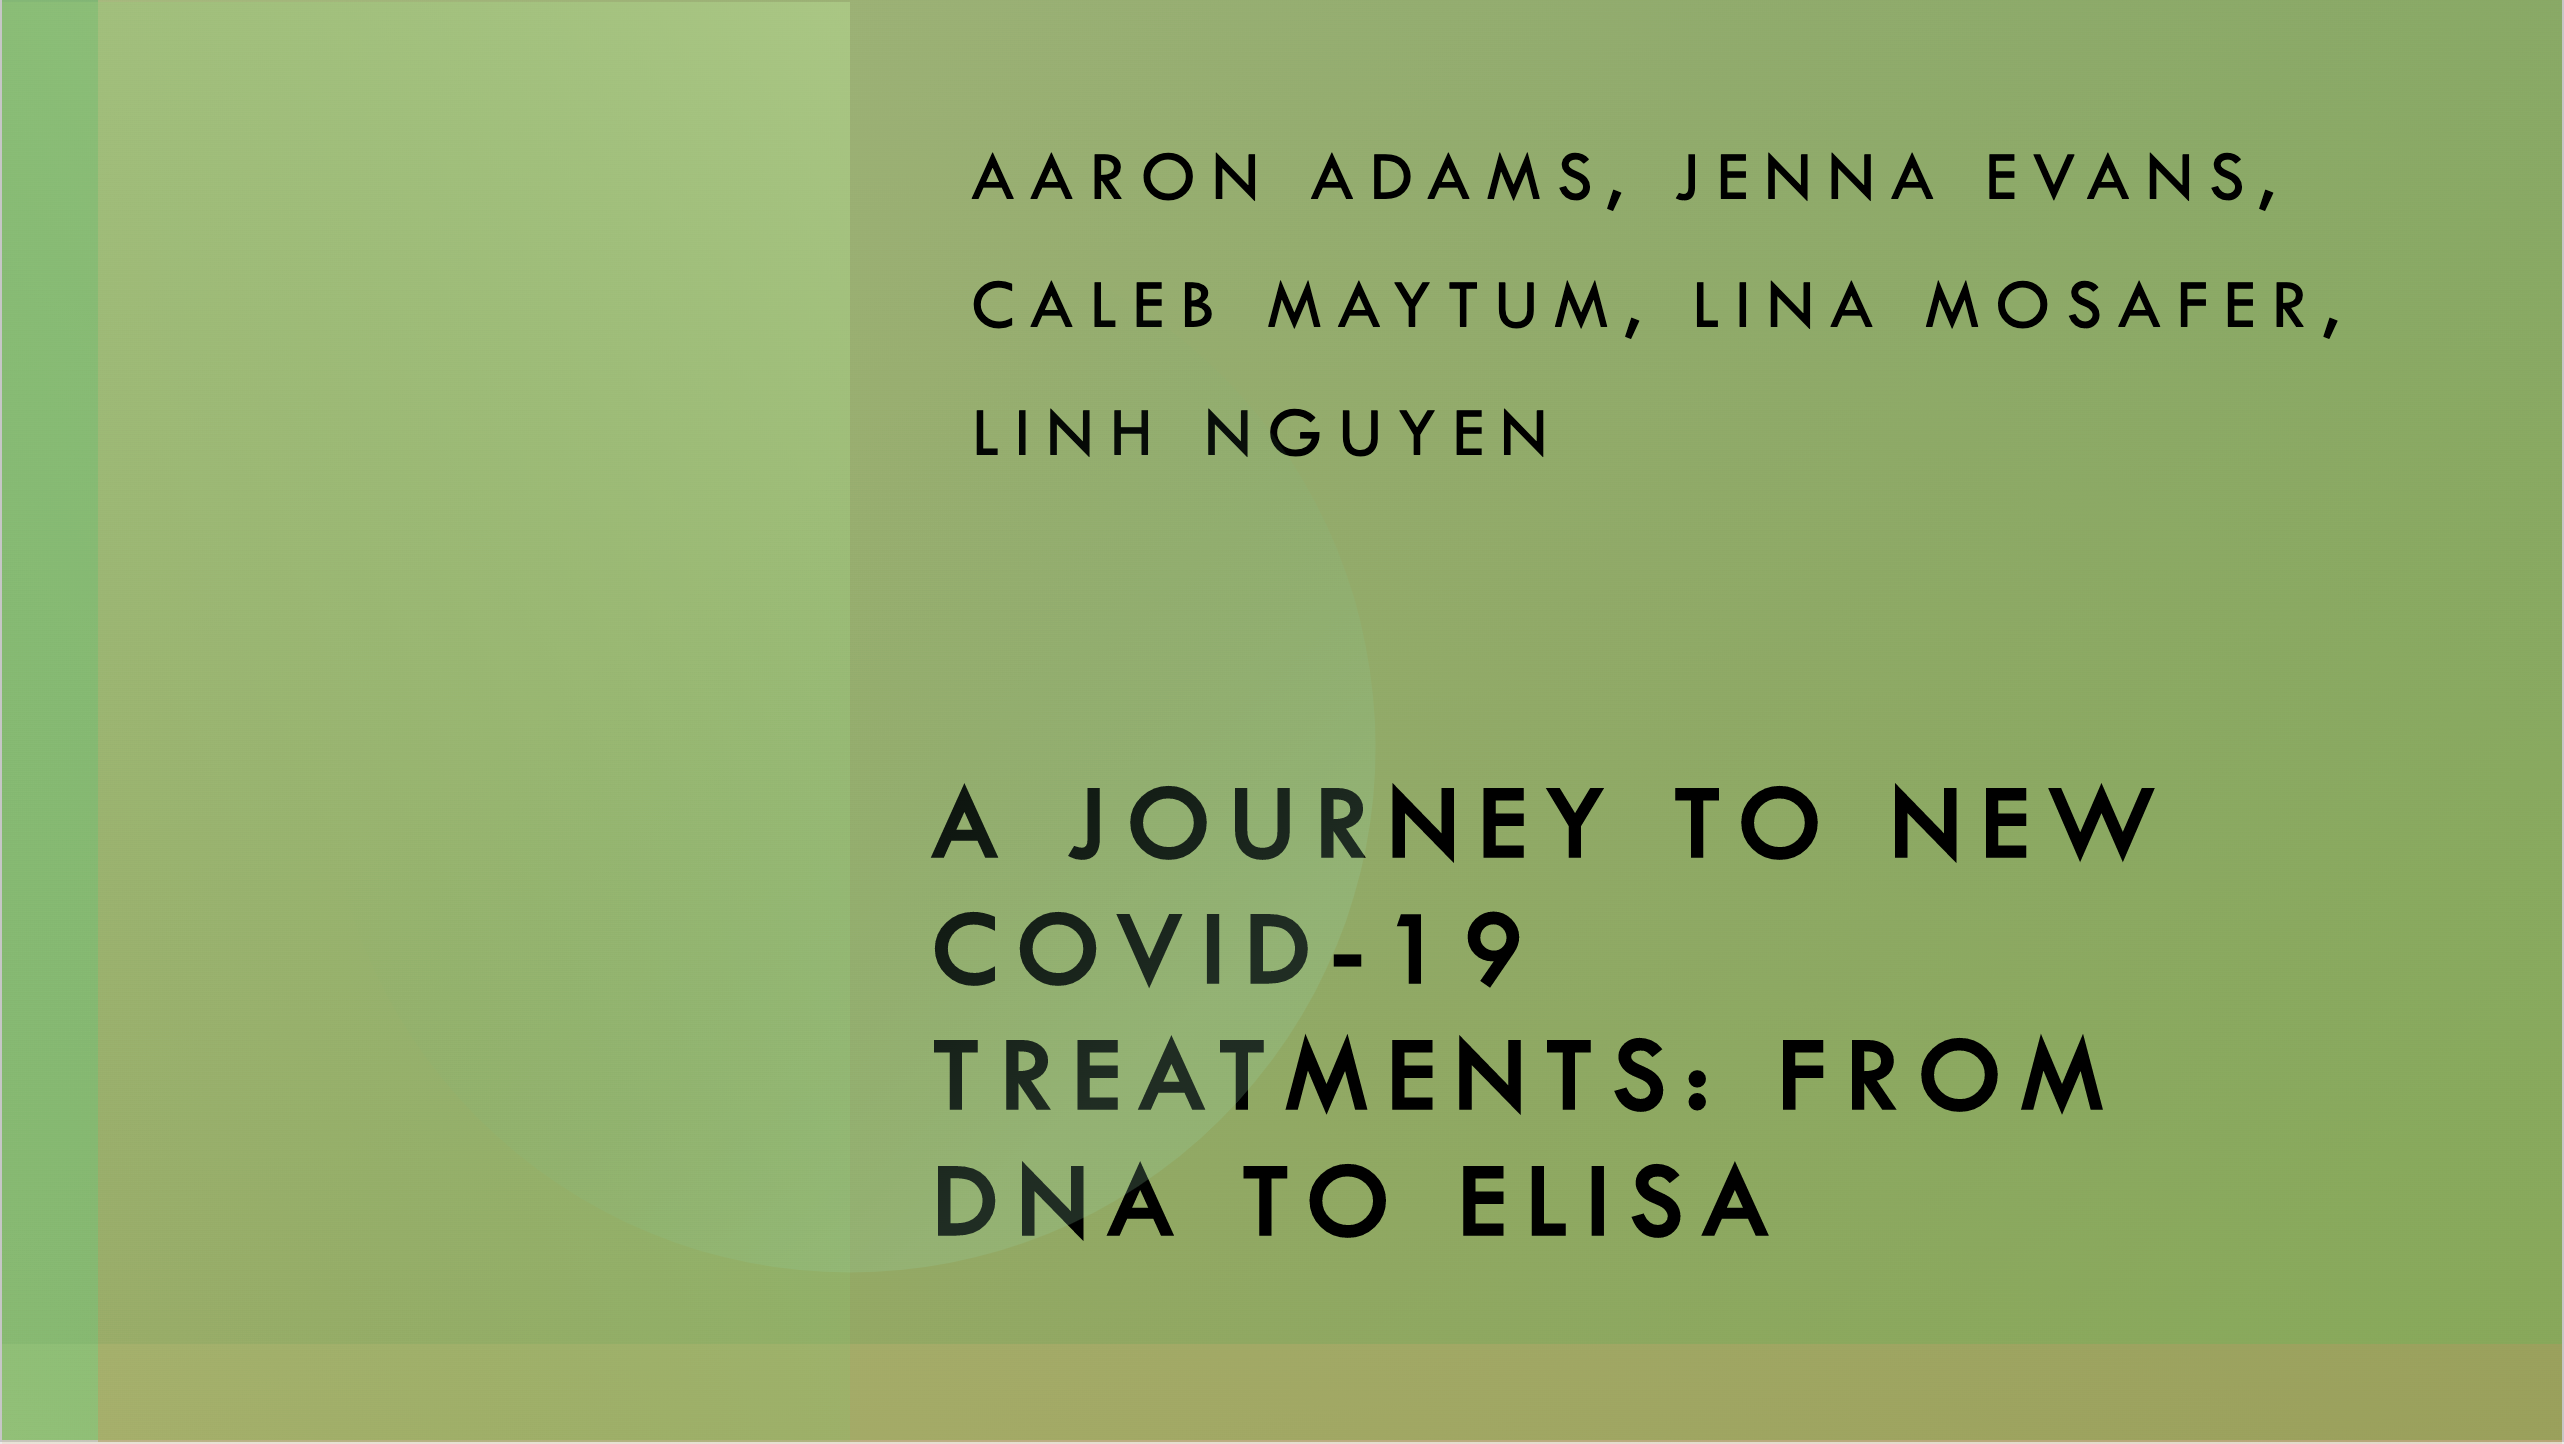 AARON ADAMS, JENNA EVANS,
CALEB MAYTUM, LINA MOSAFER,
LINH NGUYEN
A JOURNEY TO NEW
COVID-19
TREATMENTS: FROM
DNA TO ELISA